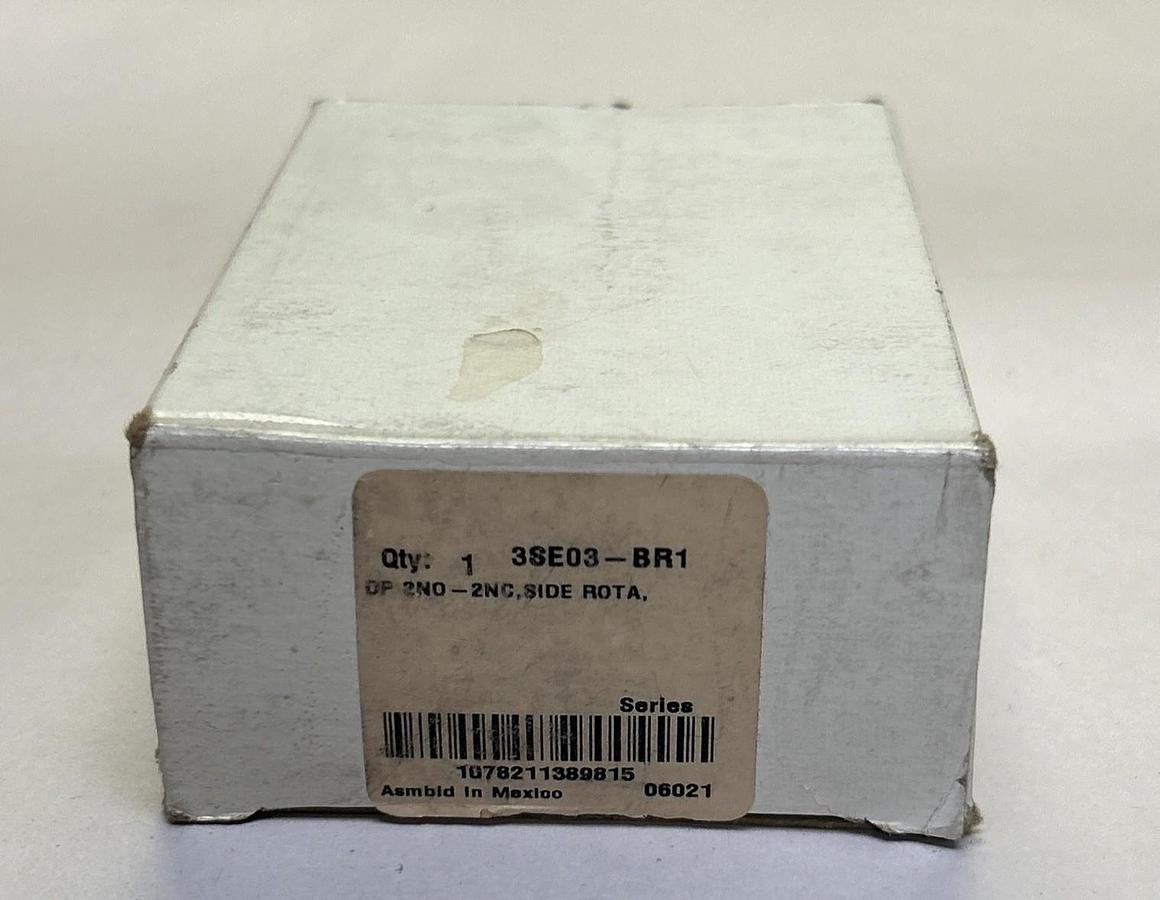 Qty: 1 3SE03-BR1
DP 2NO-2NC,SIDE ROTA,
Series
1078211389815
Asmbld In Mexico 06021